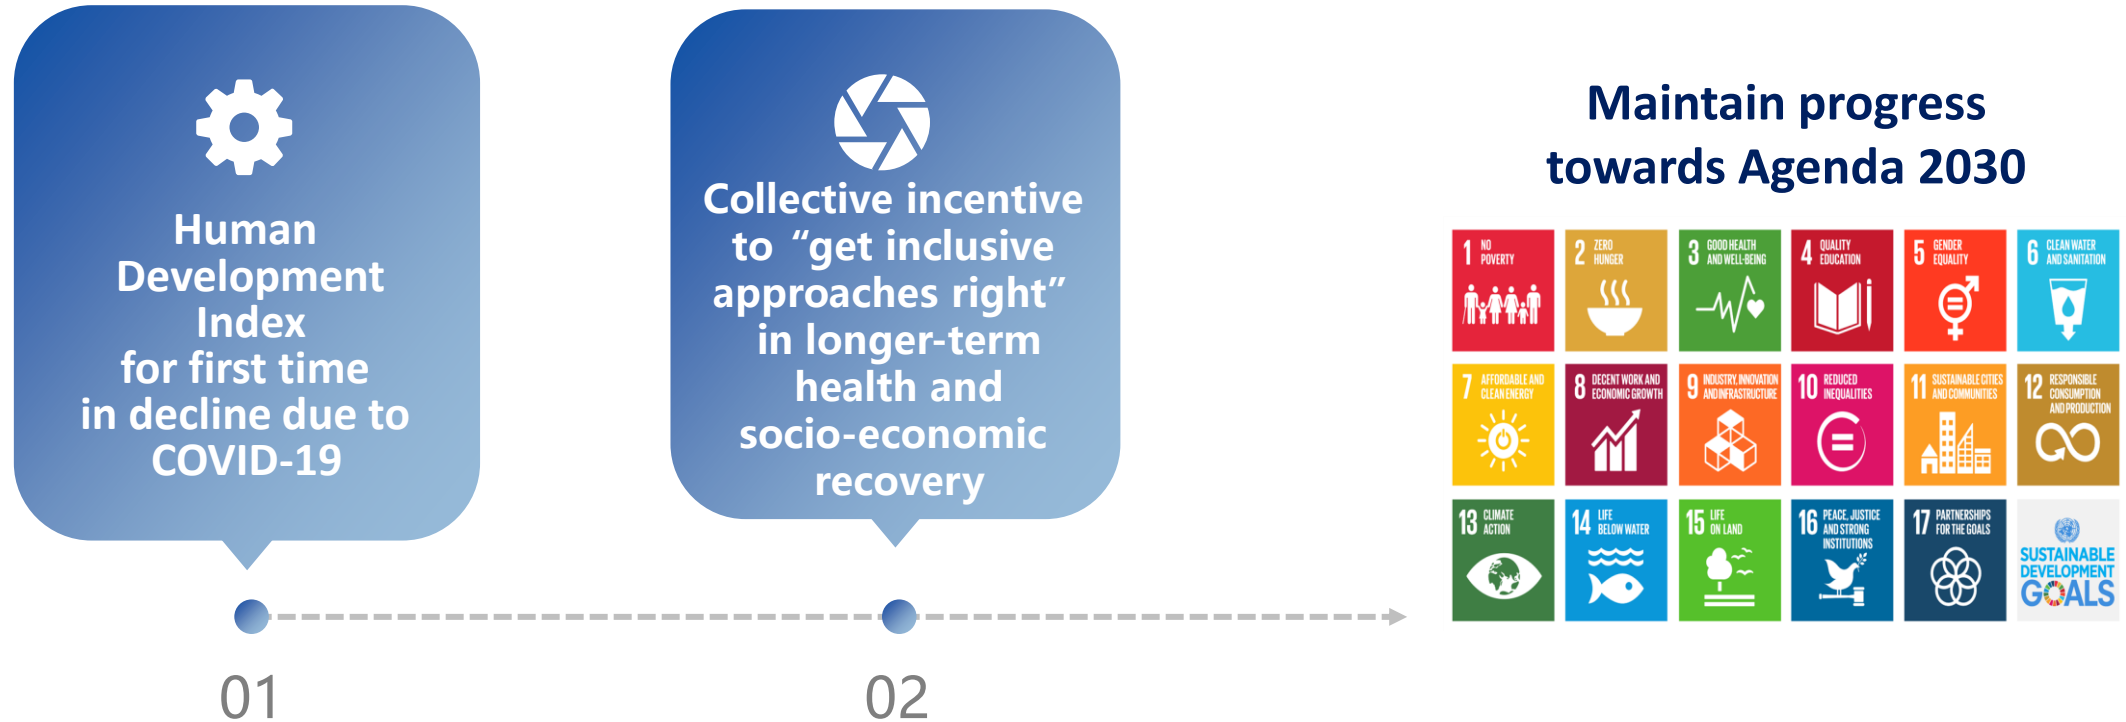 Human
Development
Index
for first time
in decline due to
COVID-19
01
Collective incentive
to “get inclusive
approaches right”
in longer-term
health and
socio-economic
recovery
02
Maintain progress
towards Agenda 2030
1 NO
POVERTY
2 ZERO
HUNGER
3 GOOD HEALTH
AND WELL-BEING
4 QUALITY
EDUCATION
5 GENDER
EQUALITY
6 CLEAN WATER
AND SANITATION
7 AFFORDABLE AND
CLEAN ENERGY
8 DECENT WORK AND
ECONOMIC GROWTH
9 INDUSTRY, INNOVATION
AND INFRASTRUCTURE
10 REDUCED
INEQUALITIES
11 SUSTAINABLE CITIES
AND COMMUNITIES
12 RESPONSIBLE
CONSUMPTION
AND PRODUCTION
13 CLIMATE
ACTION
14 LIFE
BELOW WATER
15 LIFE
ON LAND
16 PEACE, JUSTICE
AND STRONG
INSTITUTIONS
17 PARTNERSHIPS
FOR THE GOALS
SUSTAINABLE
DEVELOPMENT
GOALS